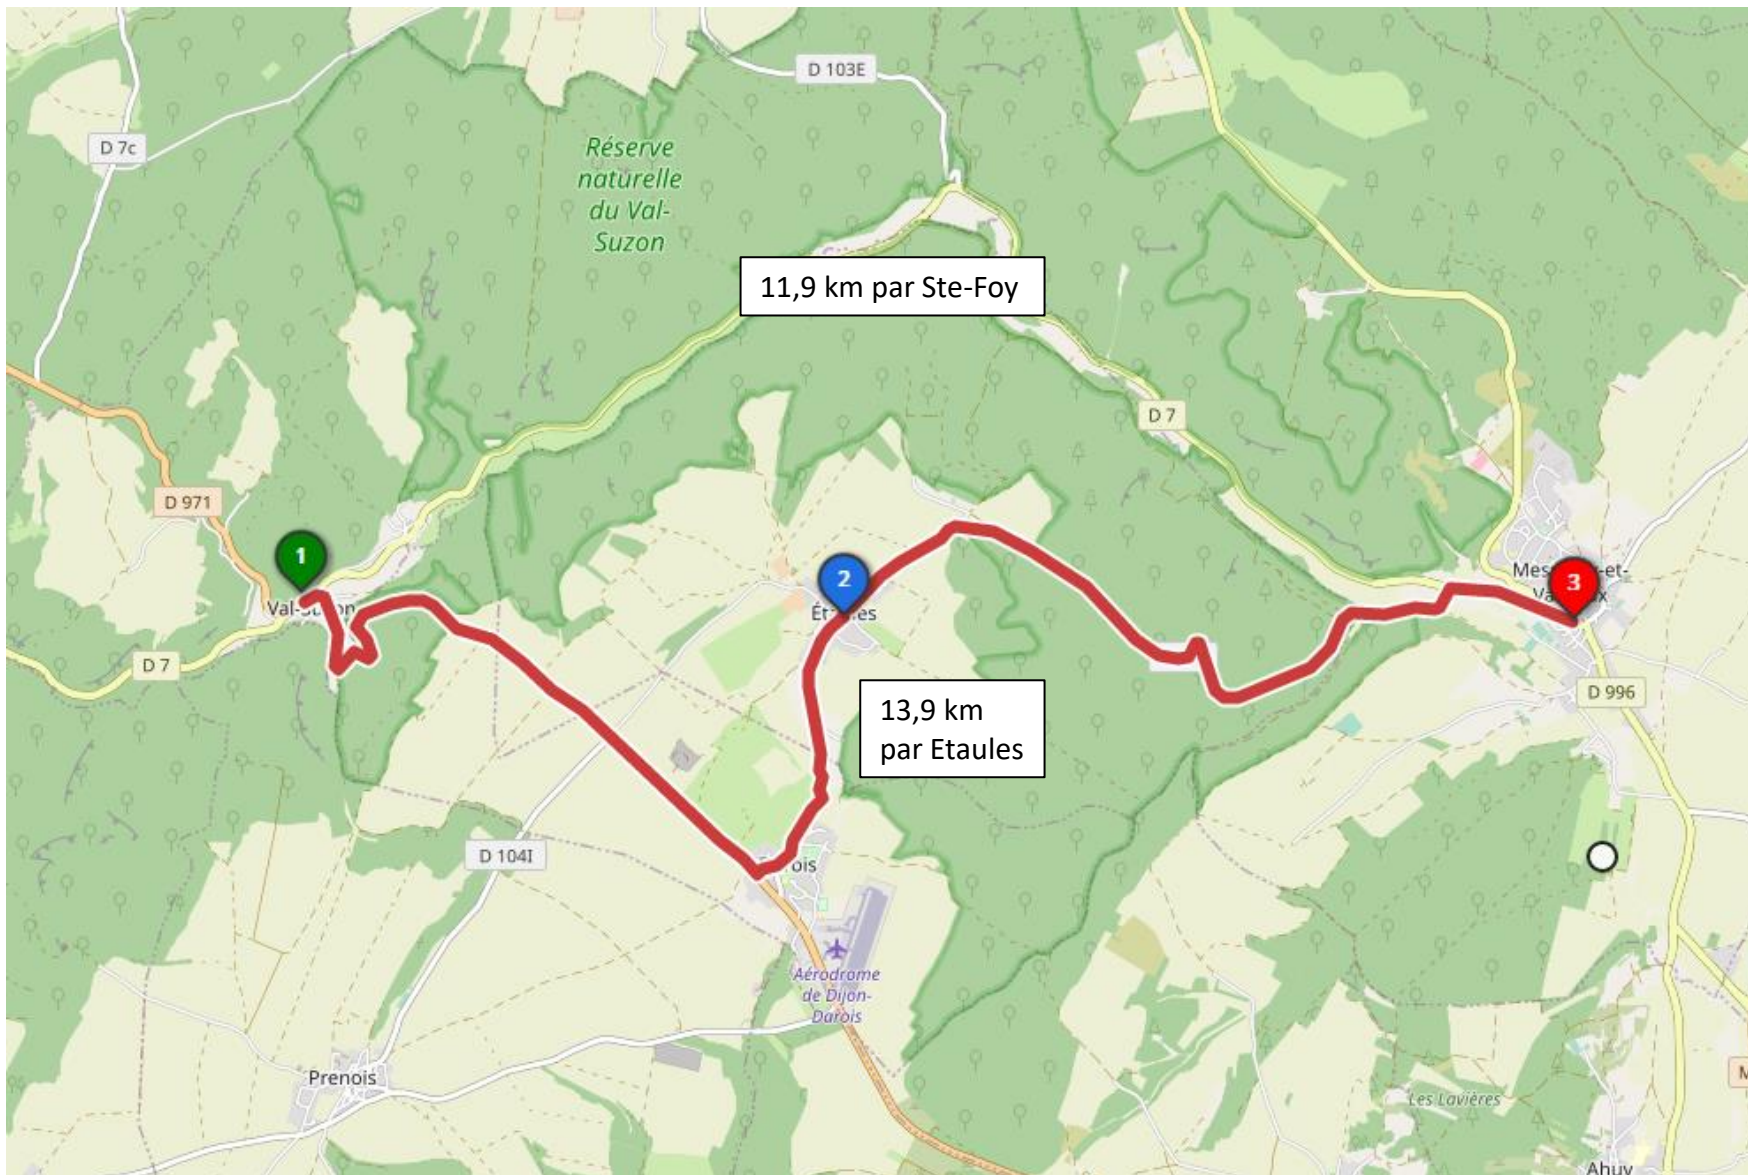 D 103E
D 7c
Réserve
naturelle
du Val-
Suzon
11,9 km par Ste-Foy
D 7
D 971
1
2
3
Étaules
D 7
13,9 km
par Etaules
D 996
D 104I
Aérodrome
de Dijon-
Darois
Prenois
Les Lavières
M
Ahuy